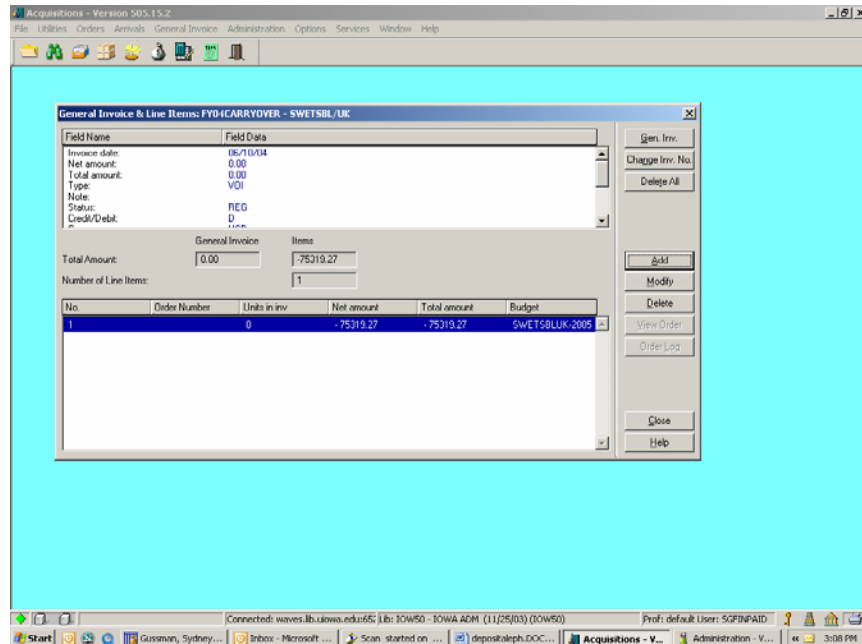 Acquisitions - Version 505.15.2
File Utilities Orders Arrivals General Invoice Administration Options Services Window Help
General Invoice & Line Items: FY04CARRYOVER - SWETSBL/UK
Field Name Field Data
Invoice date: 06/10/04
Net amount: 0.00
Total amount: 0.00
Type: VOI
Note:
Status: REG
Credit/Debit: D
Gen. Inv.
Change Inv. No.
Delete All
General Invoice Items
Total Amount: 0.00 -75319.27
Number of Line Items: 1
Add
Modify
Delete
View Order
Order Log
No. Order Number Units in inv Net amount Total amount Budget
1 0 -75319.27 -75319.27 SWETSBLUK-2005
Close
Help
Connected: waves.lib.uiowa.edu:65 Lib: IOW50 - IOWA ADM (11/25/03) (IOW50) Prof: default User: SGFINPAID
Start Gussman, Sydney... Inbox - Microsoft ... Scan started on ... depositaleph.DOC... Acquisitions - V... Administration - V... 3:08 PM